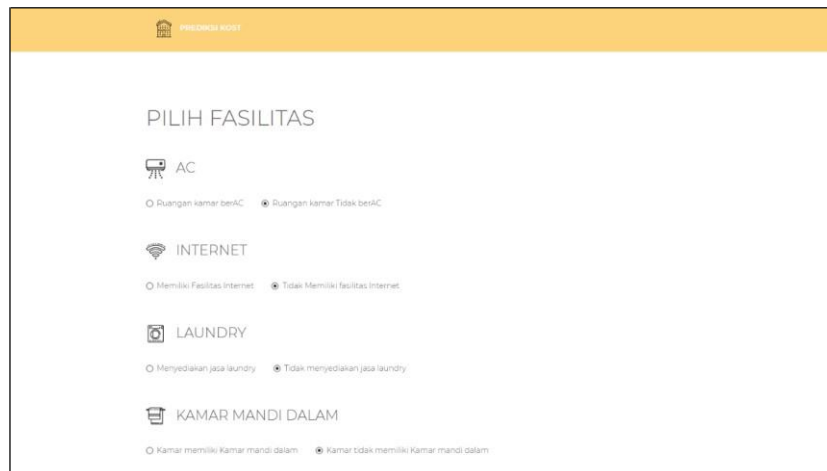 PREDIKSI KOST
PILIH FASILITAS
AC
Ruangan kamar berAC Ruangan kamar Tidak berAC
INTERNET
Memiliki Fasilitas Internet Tidak Memiliki fasilitas Internet
LAUNDRY
Menyediakan jasa laundry Tidak menyediakan jasa laundry
KAMAR MANDI DALAM
Kamar memiliki Kamar mandi dalam Kamar tidak memiliki Kamar mandi dalam